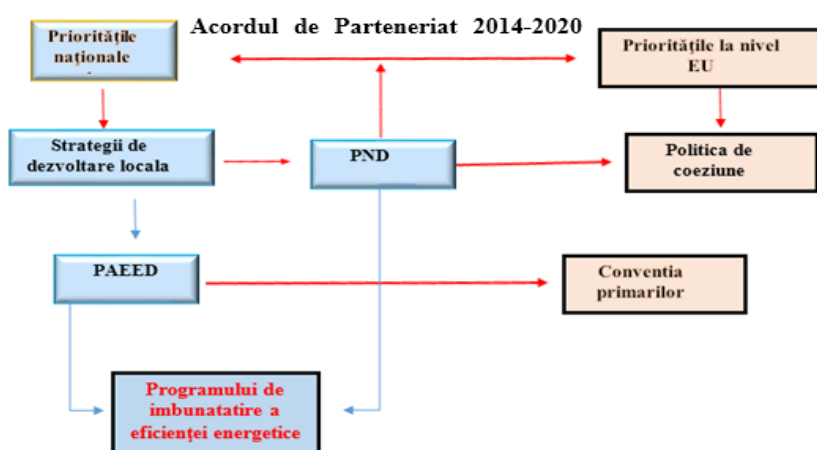 Acordul de Parteneriat 2014-2020
Prioritățile
naționale
Prioritățile la nivel
EU
Strategii de
dezvoltare locala
PND
Politica de
coeziune
PAEED
Conventia
primarilor
Programului de
imbunatatire a
eficienței energetice